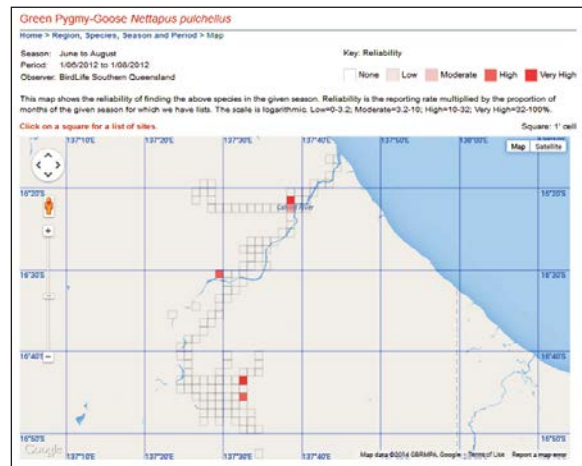 Green Pygmy-Goose Nettapus pulchellus
Home > Region, Species, Season and Period > Map
Season: June to August
Period: 1/06/2012 to 1/08/2012
Observer: BirdLife Southern Queensland
Key: Reliability
None Low Moderate High Very High
This map shows the reliability of finding the above species in the given season. Reliability is the reporting rate multiplied by the proportion of
months of the given season for which we have lists. The scale is logarithmic. Low=0-3.2; Moderate=3.2-10; High=10-32; Very High=32-100%.
Click on a square for a list of sites.
Square: 1' cell
137°10'E 137°20'E 137°30'E 137°40'E 137°50'E 138°00'E 138°10'E
Map Satellite
16°20'S 16°20'S
Calvert River
16°30'S 16°30'S
16°40'S 16°40'S
16°50'S 16°50'S
Google
137°10'E 137°20'E 137°30'E 137°40'E
Map data ©2014 GBRMPA, Google Terms of Use Report a map error